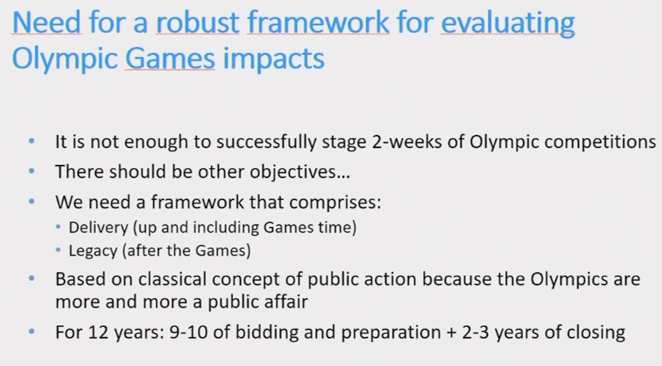 Need for a robust framework for evaluating
Olympic Games impacts
• It is not enough to successfully stage 2-weeks of Olympic competitions
• There should be other objectives...
• We need a framework that comprises:
• Delivery (up and including Games time)
• Legacy (after the Games)
• Based on classical concept of public action because the Olympics are
more and more a public affair
• For 12 years: 9-10 of bidding and preparation + 2-3 years of closing